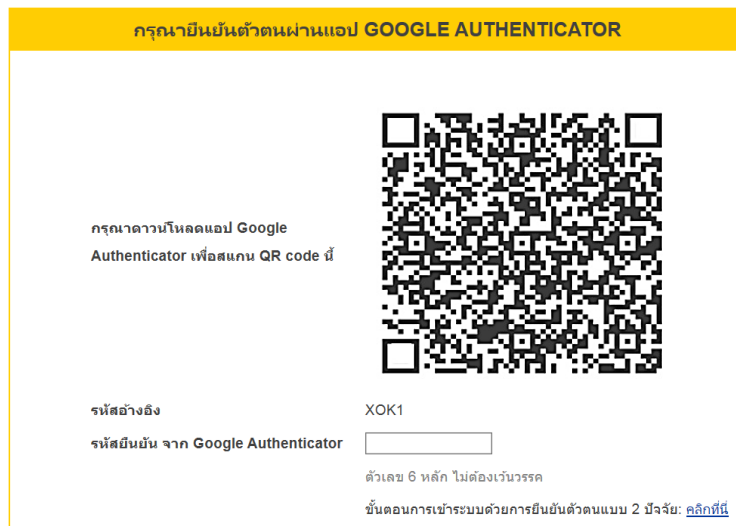 กรุณายืนยันตัวตนผ่านแอป GOOGLE AUTHENTICATOR
กรุณาดาวน์โหลดแอป Google
Authenticator เพื่อสแกน QR code นี้
รหัสอ้างอิง XOK1
รหัสยืนยัน จาก Google Authenticator
ตัวเลข 6 หลัก ไม่ต้องเว้นวรรค
ขั้นตอนการเข้าระบบด้วยการยืนยันตัวตนแบบ 2 ปัจจัย: คลิกที่นี่